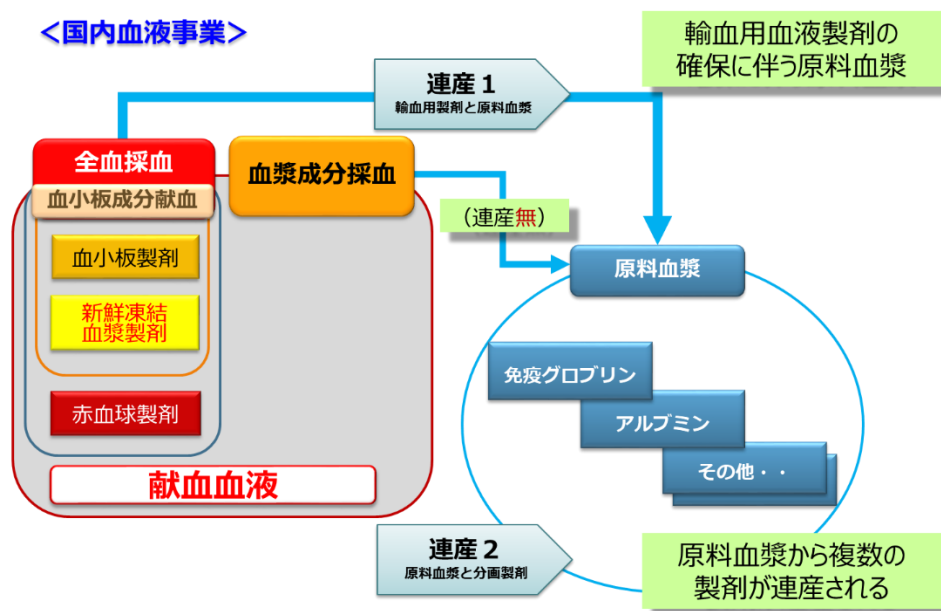 <国内血液事業>
輸血用血液製剤の
確保に伴う原料血漿
連産1
輸血用製剤と原料血漿
全血採血
血小板成分献血
血漿成分採血
(連産無)
血小板製剤
新鮮凍結
血漿製剤
赤血球製剤
献血血液
原料血漿
免疫グロブリン
アルブミン
その他・・
連産2
原料血漿と分画製剤
原料血漿から複数の
製剤が連産される